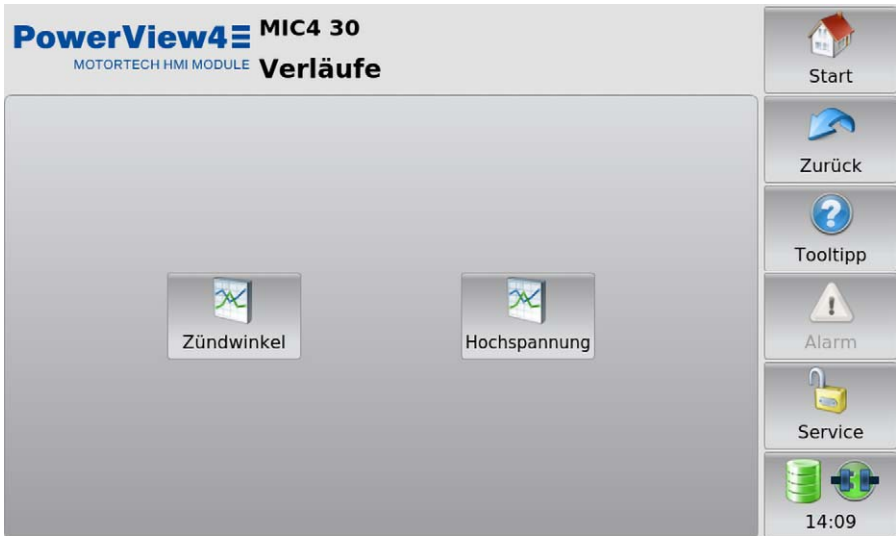 PowerView4
MIC4 30
MOTORTECH HMI MODULE
Verläufe
Zündwinkel
Hochspannung
Start
Zurück
Tooltipp
Alarm
Service
14:09